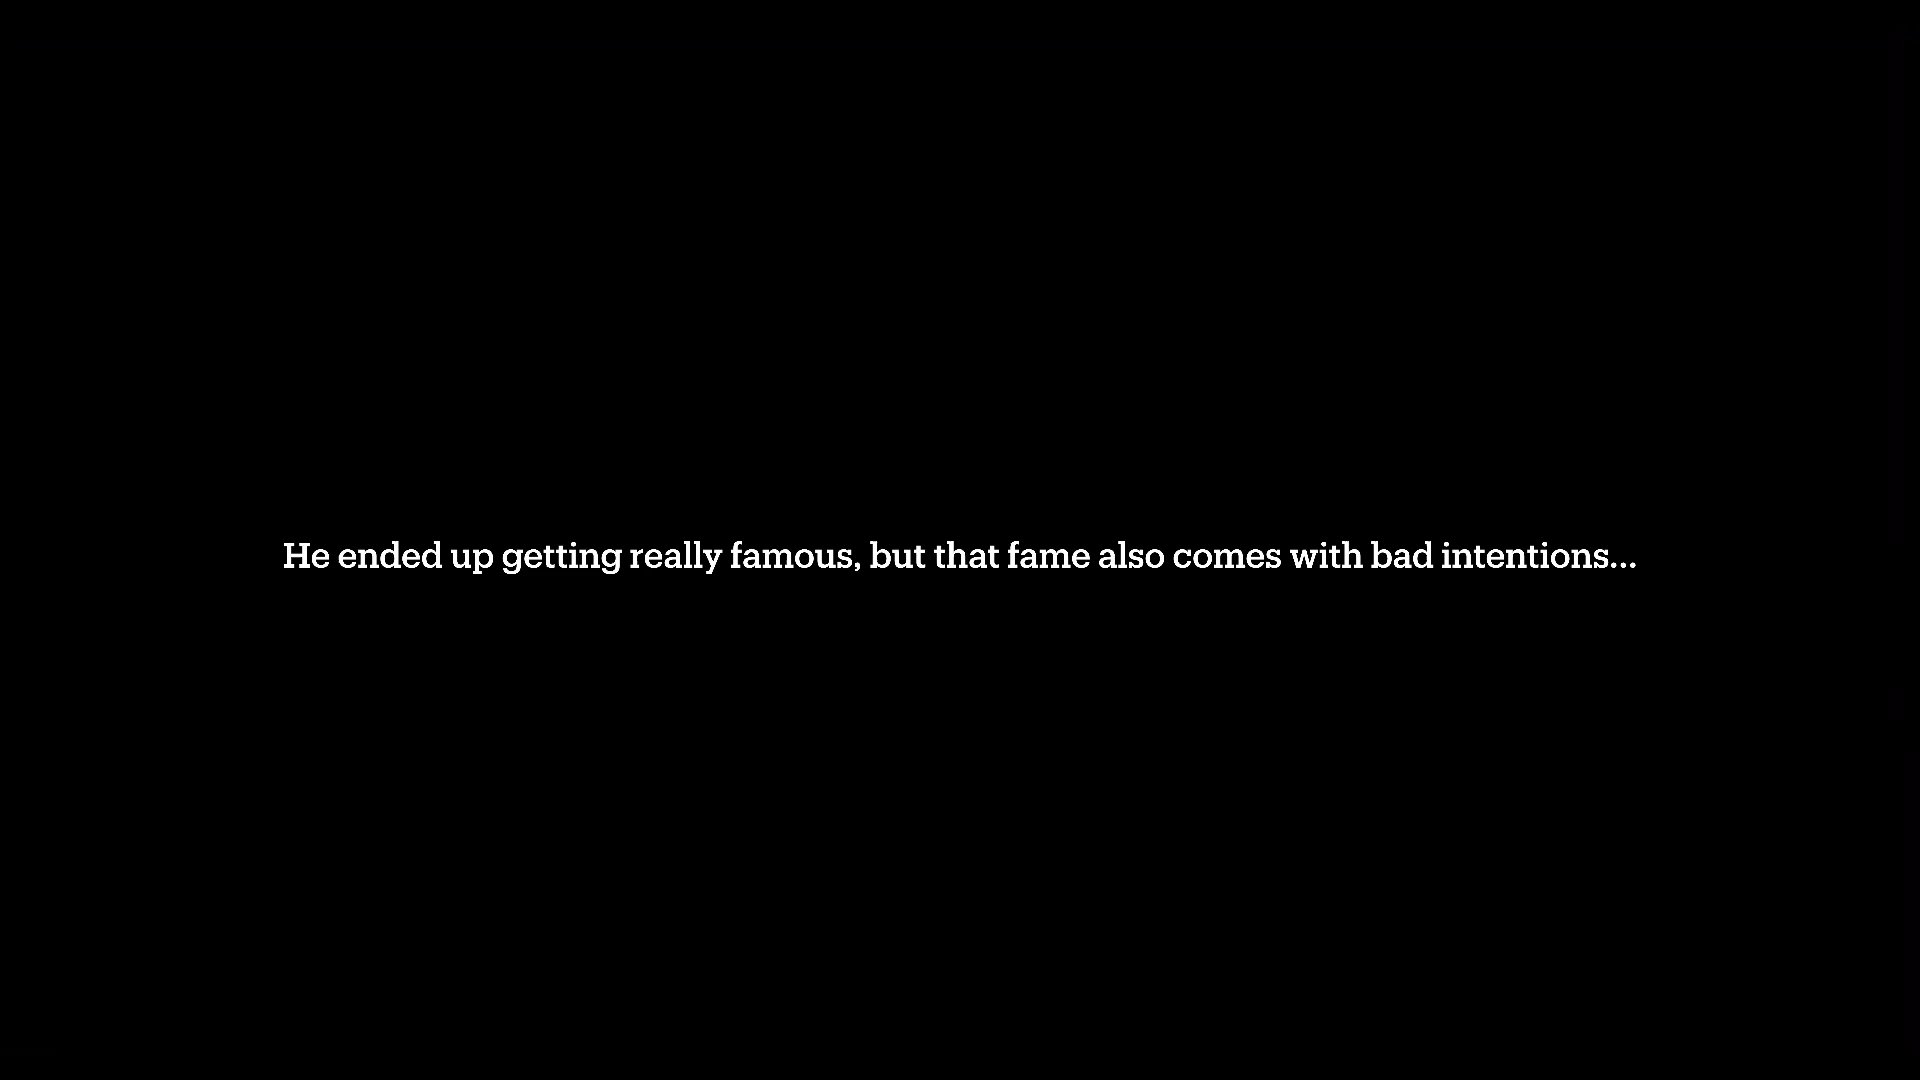 He ended up getting really famous, but that fame also comes with bad intentions...